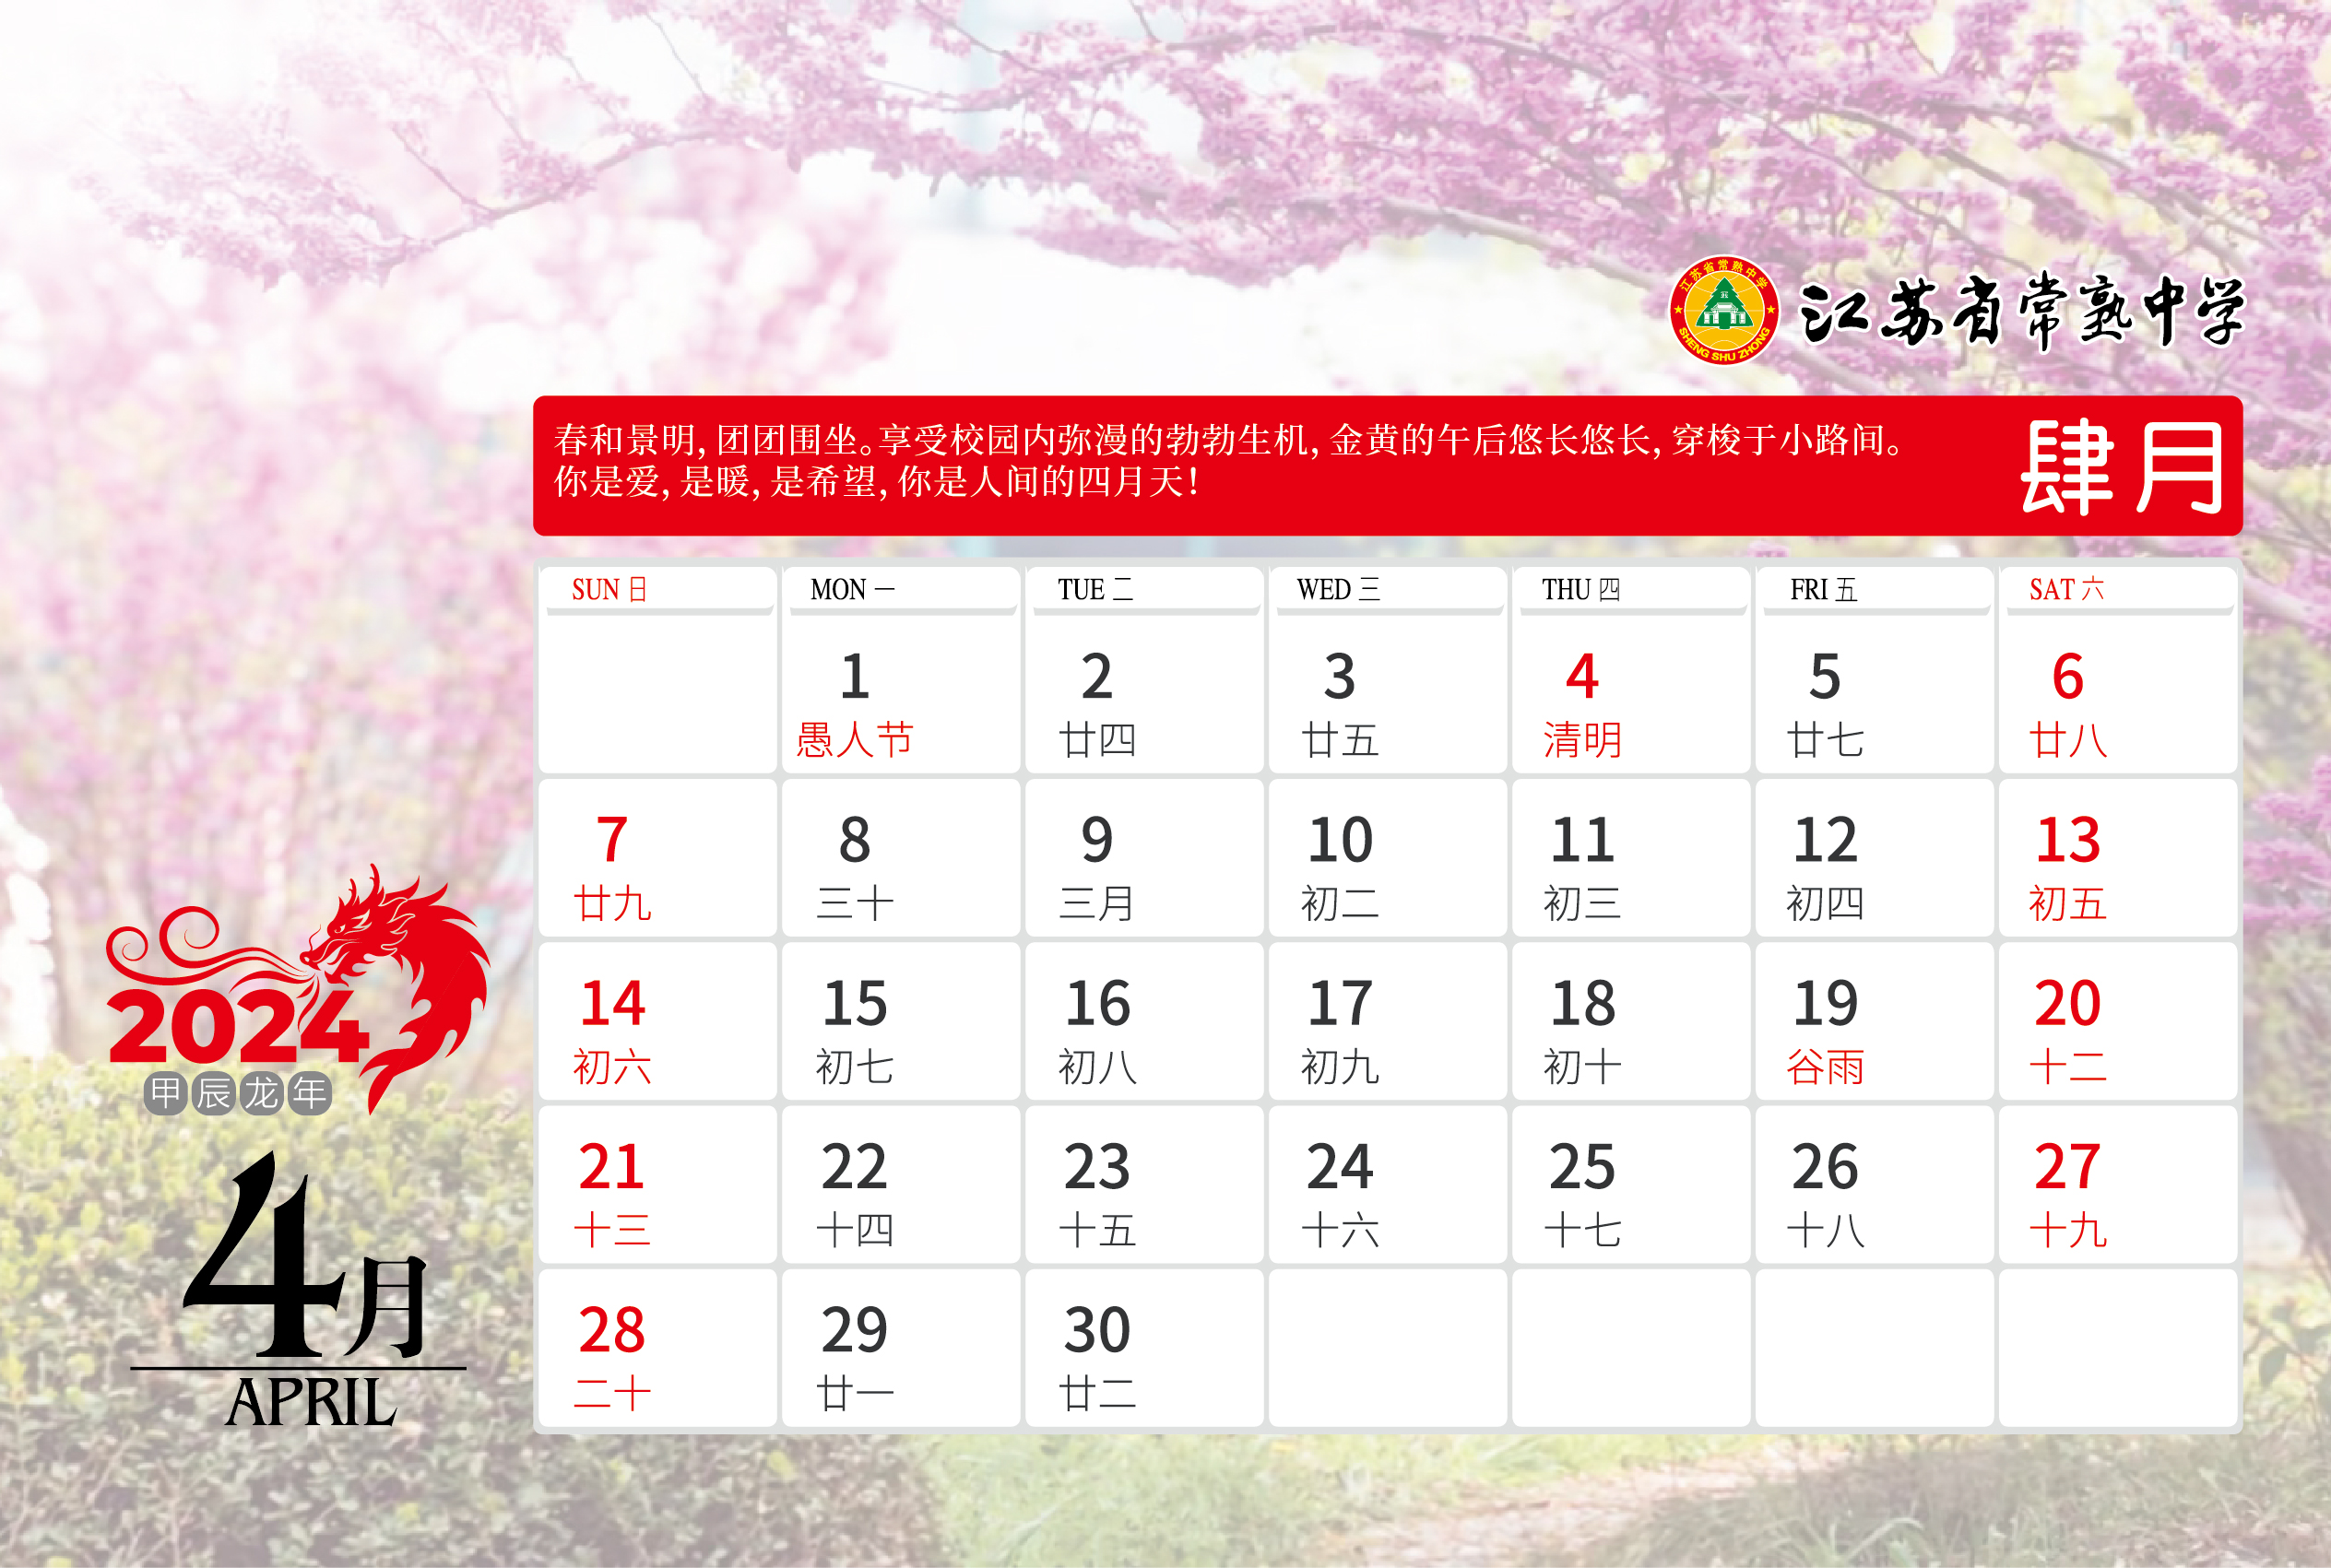 江苏省常熟中学
SHENG SHU ZHONG
江苏省常熟中学
春和景明，团团围坐。享受校园内弥漫的勃勃生机，金黄的午后悠长悠长，穿梭于小路间。
你是爱，是暖，是希望，你是人间的四月天！
肆月
SUN 日 MON 一 TUE 二 WED 三 THU 四 FRI 五 SAT 六
1 2 3 4 5 6
愚人节 廿四 廿五 清明 廿七 廿八
7 8 9 10 11 12 13
廿九 三十 三月 初二 初三 初四 初五
14 15 16 17 18 19 20
初六 初七 初八 初九 初十 谷雨 十二
21 22 23 24 25 26 27
十三 十四 十五 十六 十七 十八 十九
28 29 30
二十 廿一 廿二
2024
甲辰龙年
4月
APRIL